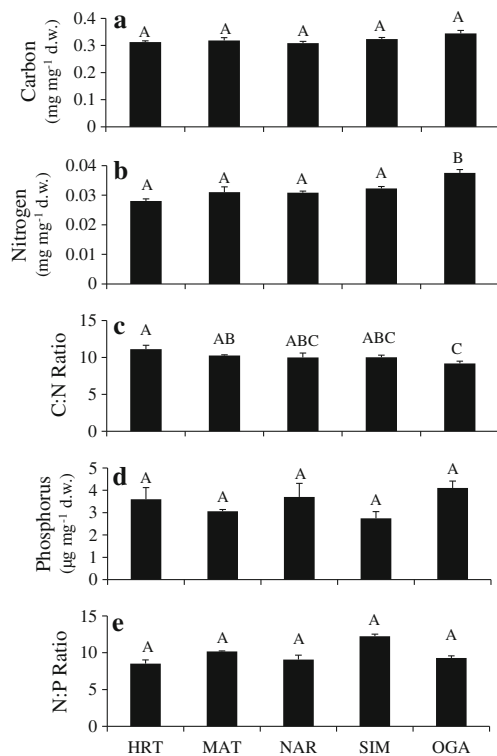 a
Carbon
(mg mg⁻¹ d.w.)
0.4
0.3
0.2
0.1
0
A A A A A
b
Nitrogen
(mg mg⁻¹ d.w.)
0.04
0.03
0.02
0.01
0.00
A A A A B
c
C:N Ratio
15
10
5
0
A AB ABC ABC C
d
Phosphorus
(µg mg⁻¹ d.w.)
5
4
3
2
1
0
A A A A A
e
N:P Ratio
15
10
5
0
A A A A A
HRT MAT NAR SIM OGA